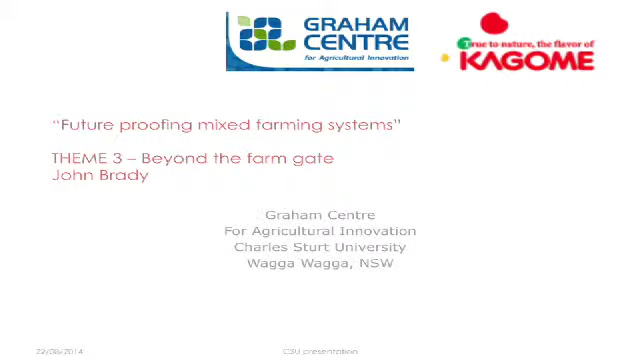 GRAHAM
CENTRE
for Agricultural Innovation
True to nature, the flavor of
KAGOME
“Future proofing mixed farming systems”
THEME 3 – Beyond the farm gate
John Brady
Graham Centre
For Agricultural Innovation
Charles Sturt University
Wagga Wagga, NSW
22/08/2014
CSU presentation